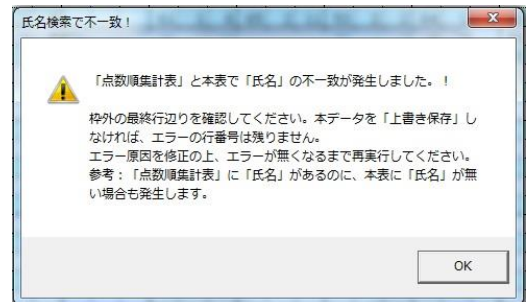 氏名検索で不一致！
「点数順集計表」と本表で「氏名」の不一致が発生しました。！
枠外の最終行辺りを確認してください。本データを「上書き保存」し
なければ、エラーの行番号は残りません。
エラー原因を修正の上、エラーが無くなるまで再実行してください。
参考：「点数順集計表」に「氏名」があるのに、本表に「氏名」が無
い場合も発生します。
OK